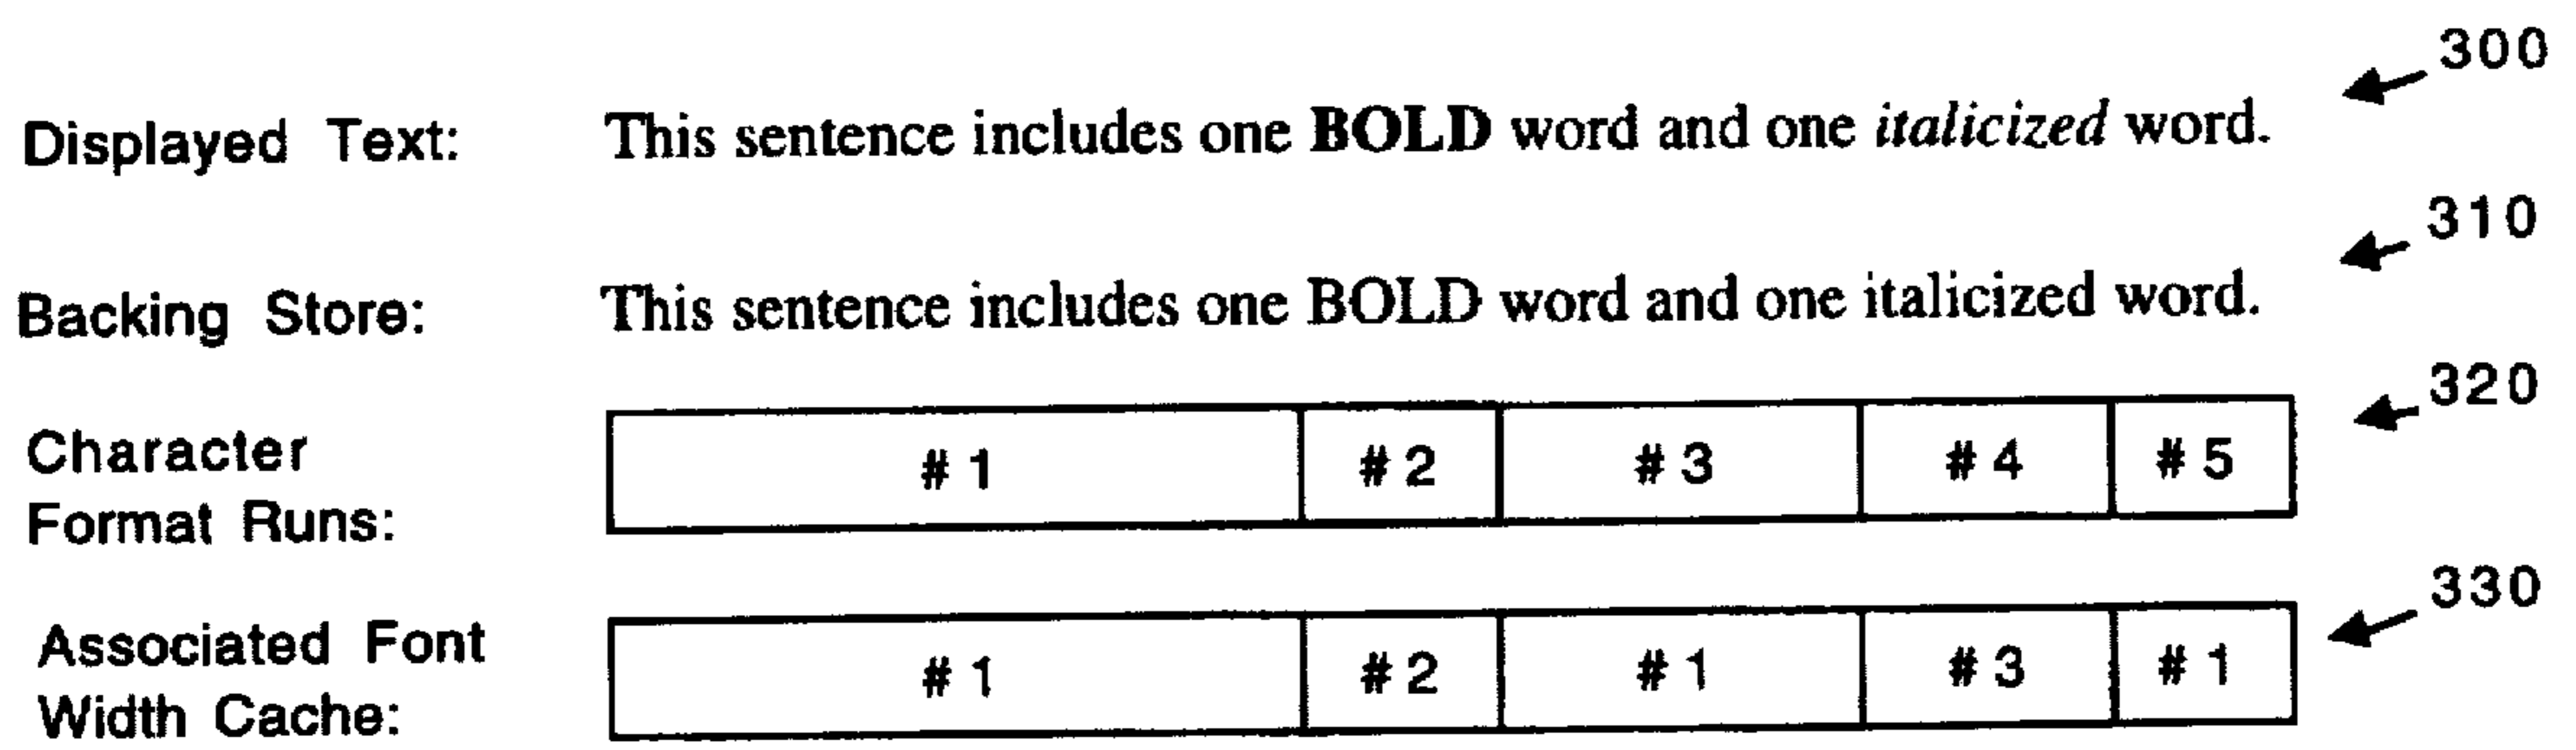 300
Displayed Text: This sentence includes one BOLD word and one italicized word.
310
Backing Store: This sentence includes one BOLD word and one italicized word.
320
Character
Format Runs:
# 1 # 2 # 3 # 4 # 5
330
Associated Font
Width Cache:
# 1 # 2 # 1 # 3 # 1